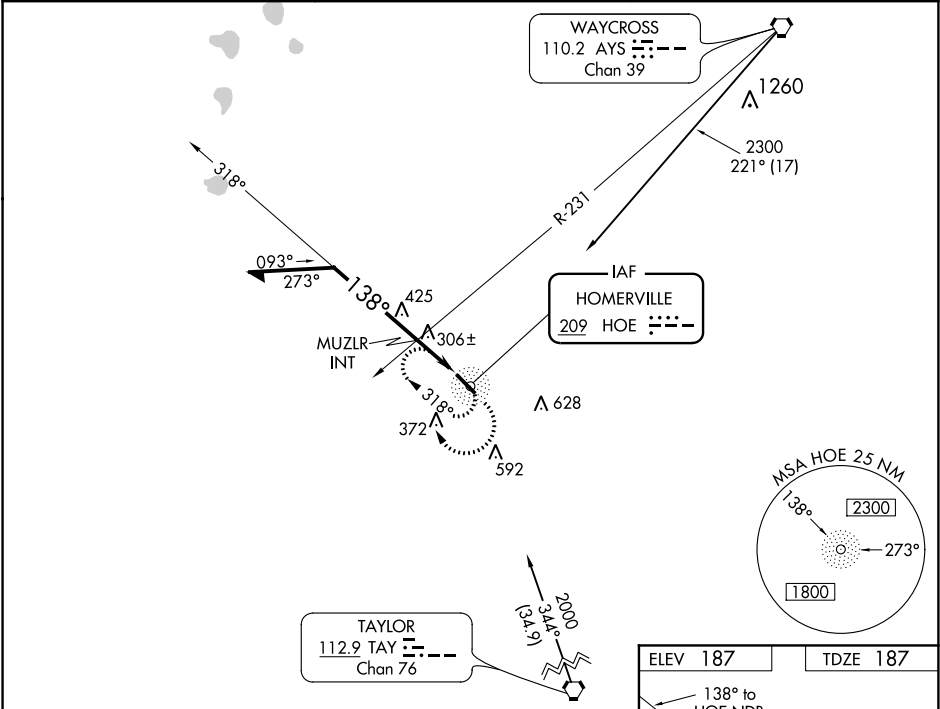 WAYCROSS
110.2 AYS
Chan 39
1260
2300
221° (17)
318°
R-231
093°
273°
138°
425
306±
MUZLR
INT
IAF
HOMERVILLE
209 HOE
318°
372
628
592
MSA HOE 25 NM
138°
2300
273°
1800
2000
344°
(34.9)
TAYLOR
112.9 TAY
Chan 76
ELEV 187
TDZE 187
138° to
HOE NDB